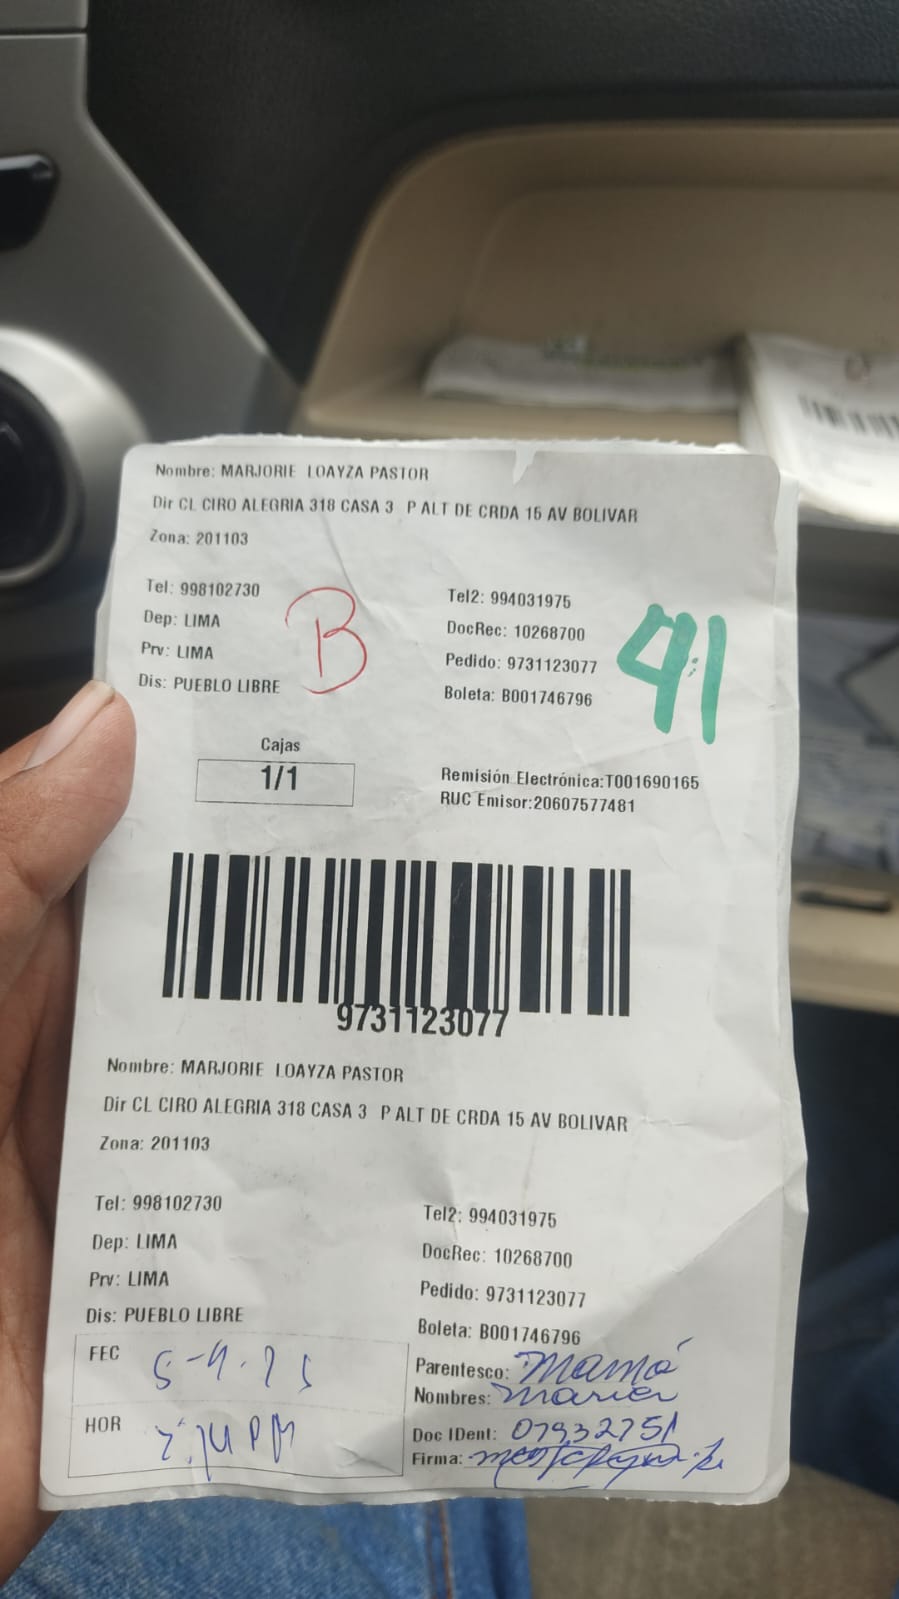 Nombre: MARJORIE LOAYZA PASTOR
Dir CL CIRO ALEGRIA 318 CASA 3 P ALT DE CRDA 15 AV BOLIVAR
Zona: 201103
Tel: 998102730
Tel2: 994031975
Dep: LIMA
DocRec: 10268700
Prv: LIMA
Pedido: 9731123077
Dis: PUEBLO LIBRE
Boleta: B001746796
B
41
Cajas
1/1
Remisión Electrónica:T001690165
RUC Emisor:20607577481
9731123077
Nombre: MARJORIE LOAYZA PASTOR
Dir CL CIRO ALEGRIA 318 CASA 3 P ALT DE CRDA 15 AV BOLIVAR
Zona: 201103
Tel: 998102730
Tel2: 994031975
Dep: LIMA
DocRec: 10268700
Prv: LIMA
Pedido: 9731123077
Dis: PUEBLO LIBRE
Boleta: B001746796
FEC
Parentesco: Mamá
Nombres:
HOR
Doc IDent: 07932751
Firma: